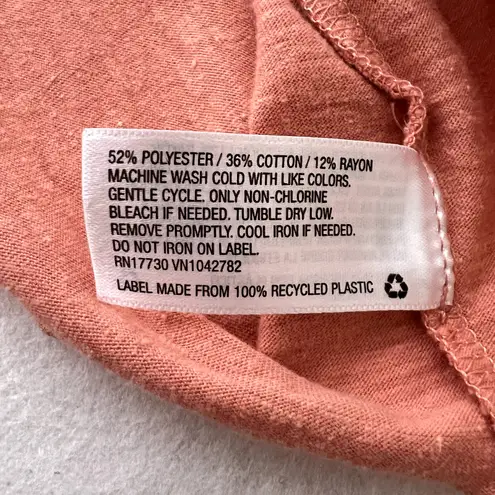 52% POLYESTER / 36% COTTON / 12% RAYON
MACHINE WASH COLD WITH LIKE COLORS.
GENTLE CYCLE. ONLY NON-CHLORINE
BLEACH IF NEEDED. TUMBLE DRY LOW.
REMOVE PROMPTLY. COOL IRON IF NEEDED.
DO NOT IRON ON LABEL.
RN17730 VN1042782
LABEL MADE FROM 100% RECYCLED PLASTIC